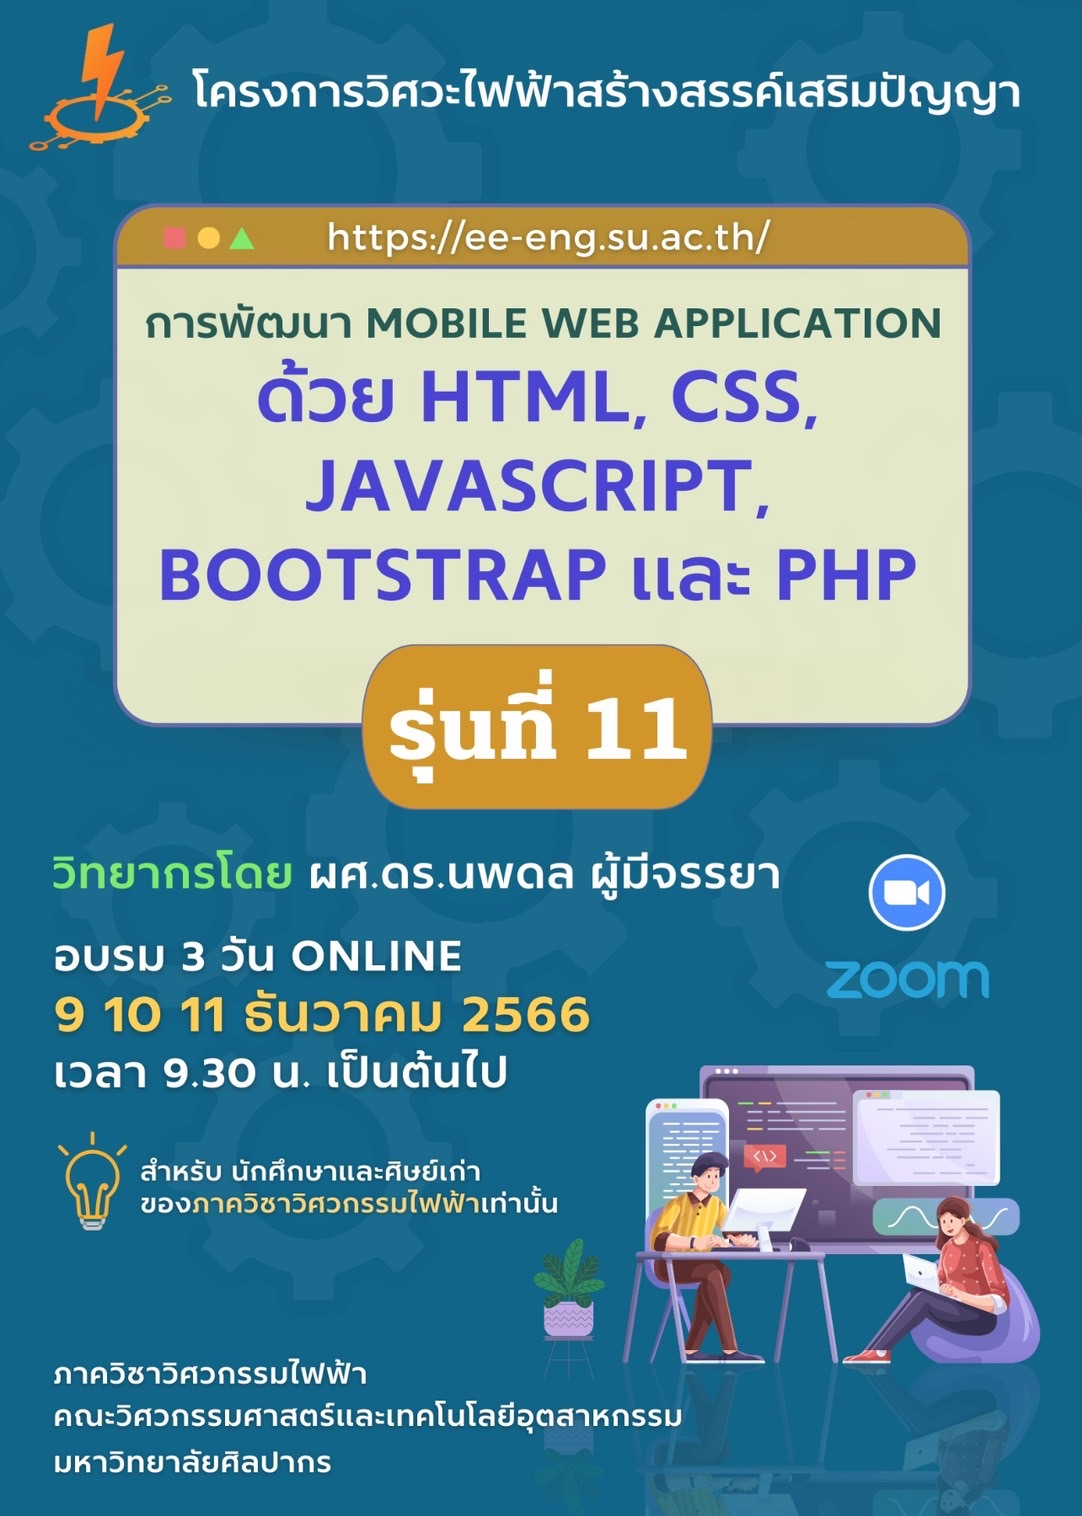 โครงการวิศวะไฟฟ้าสร้างสรรค์เสริมปัญญา
https://ee-eng.su.ac.th/
การพัฒนา MOBILE WEB APPLICATION
ด้วย HTML, CSS,
JAVASCRIPT,
BOOTSTRAP และ PHP
รุ่นที่ 11
วิทยากรโดย ผศ.ดร.นพดล ผู้มีจรรยา
zoom
อบรม 3 วัน ONLINE
9 10 11 ธันวาคม 2566
เวลา 9.30 น. เป็นต้นไป
สำหรับ นักศึกษาและศิษย์เก่า
ของภาควิชาวิศวกรรมไฟฟ้าเท่านั้น
ภาควิชาวิศวกรรมไฟฟ้า
คณะวิศวกรรมศาสตร์และเทคโนโลยีอุตสาหกรรม
มหาวิทยาลัยศิลปากร